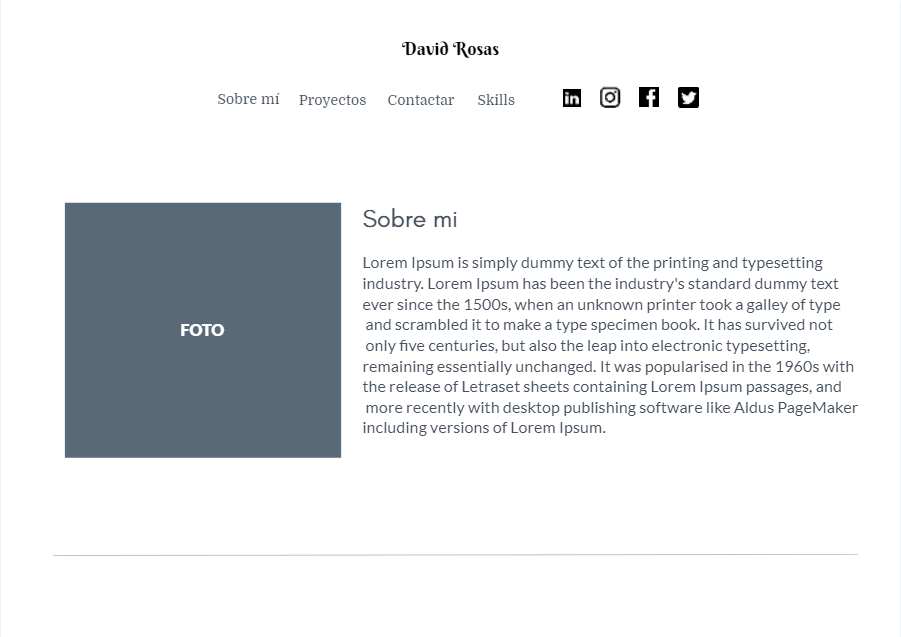 David Rosas
Sobre mí Proyectos Contactar Skills
FOTO
Sobre mi
Lorem Ipsum is simply dummy text of the printing and typesetting
industry. Lorem Ipsum has been the industry's standard dummy text
ever since the 1500s, when an unknown printer took a galley of type
and scrambled it to make a type specimen book. It has survived not
only five centuries, but also the leap into electronic typesetting,
remaining essentially unchanged. It was popularised in the 1960s with
the release of Letraset sheets containing Lorem Ipsum passages, and
more recently with desktop publishing software like Aldus PageMaker
including versions of Lorem Ipsum.